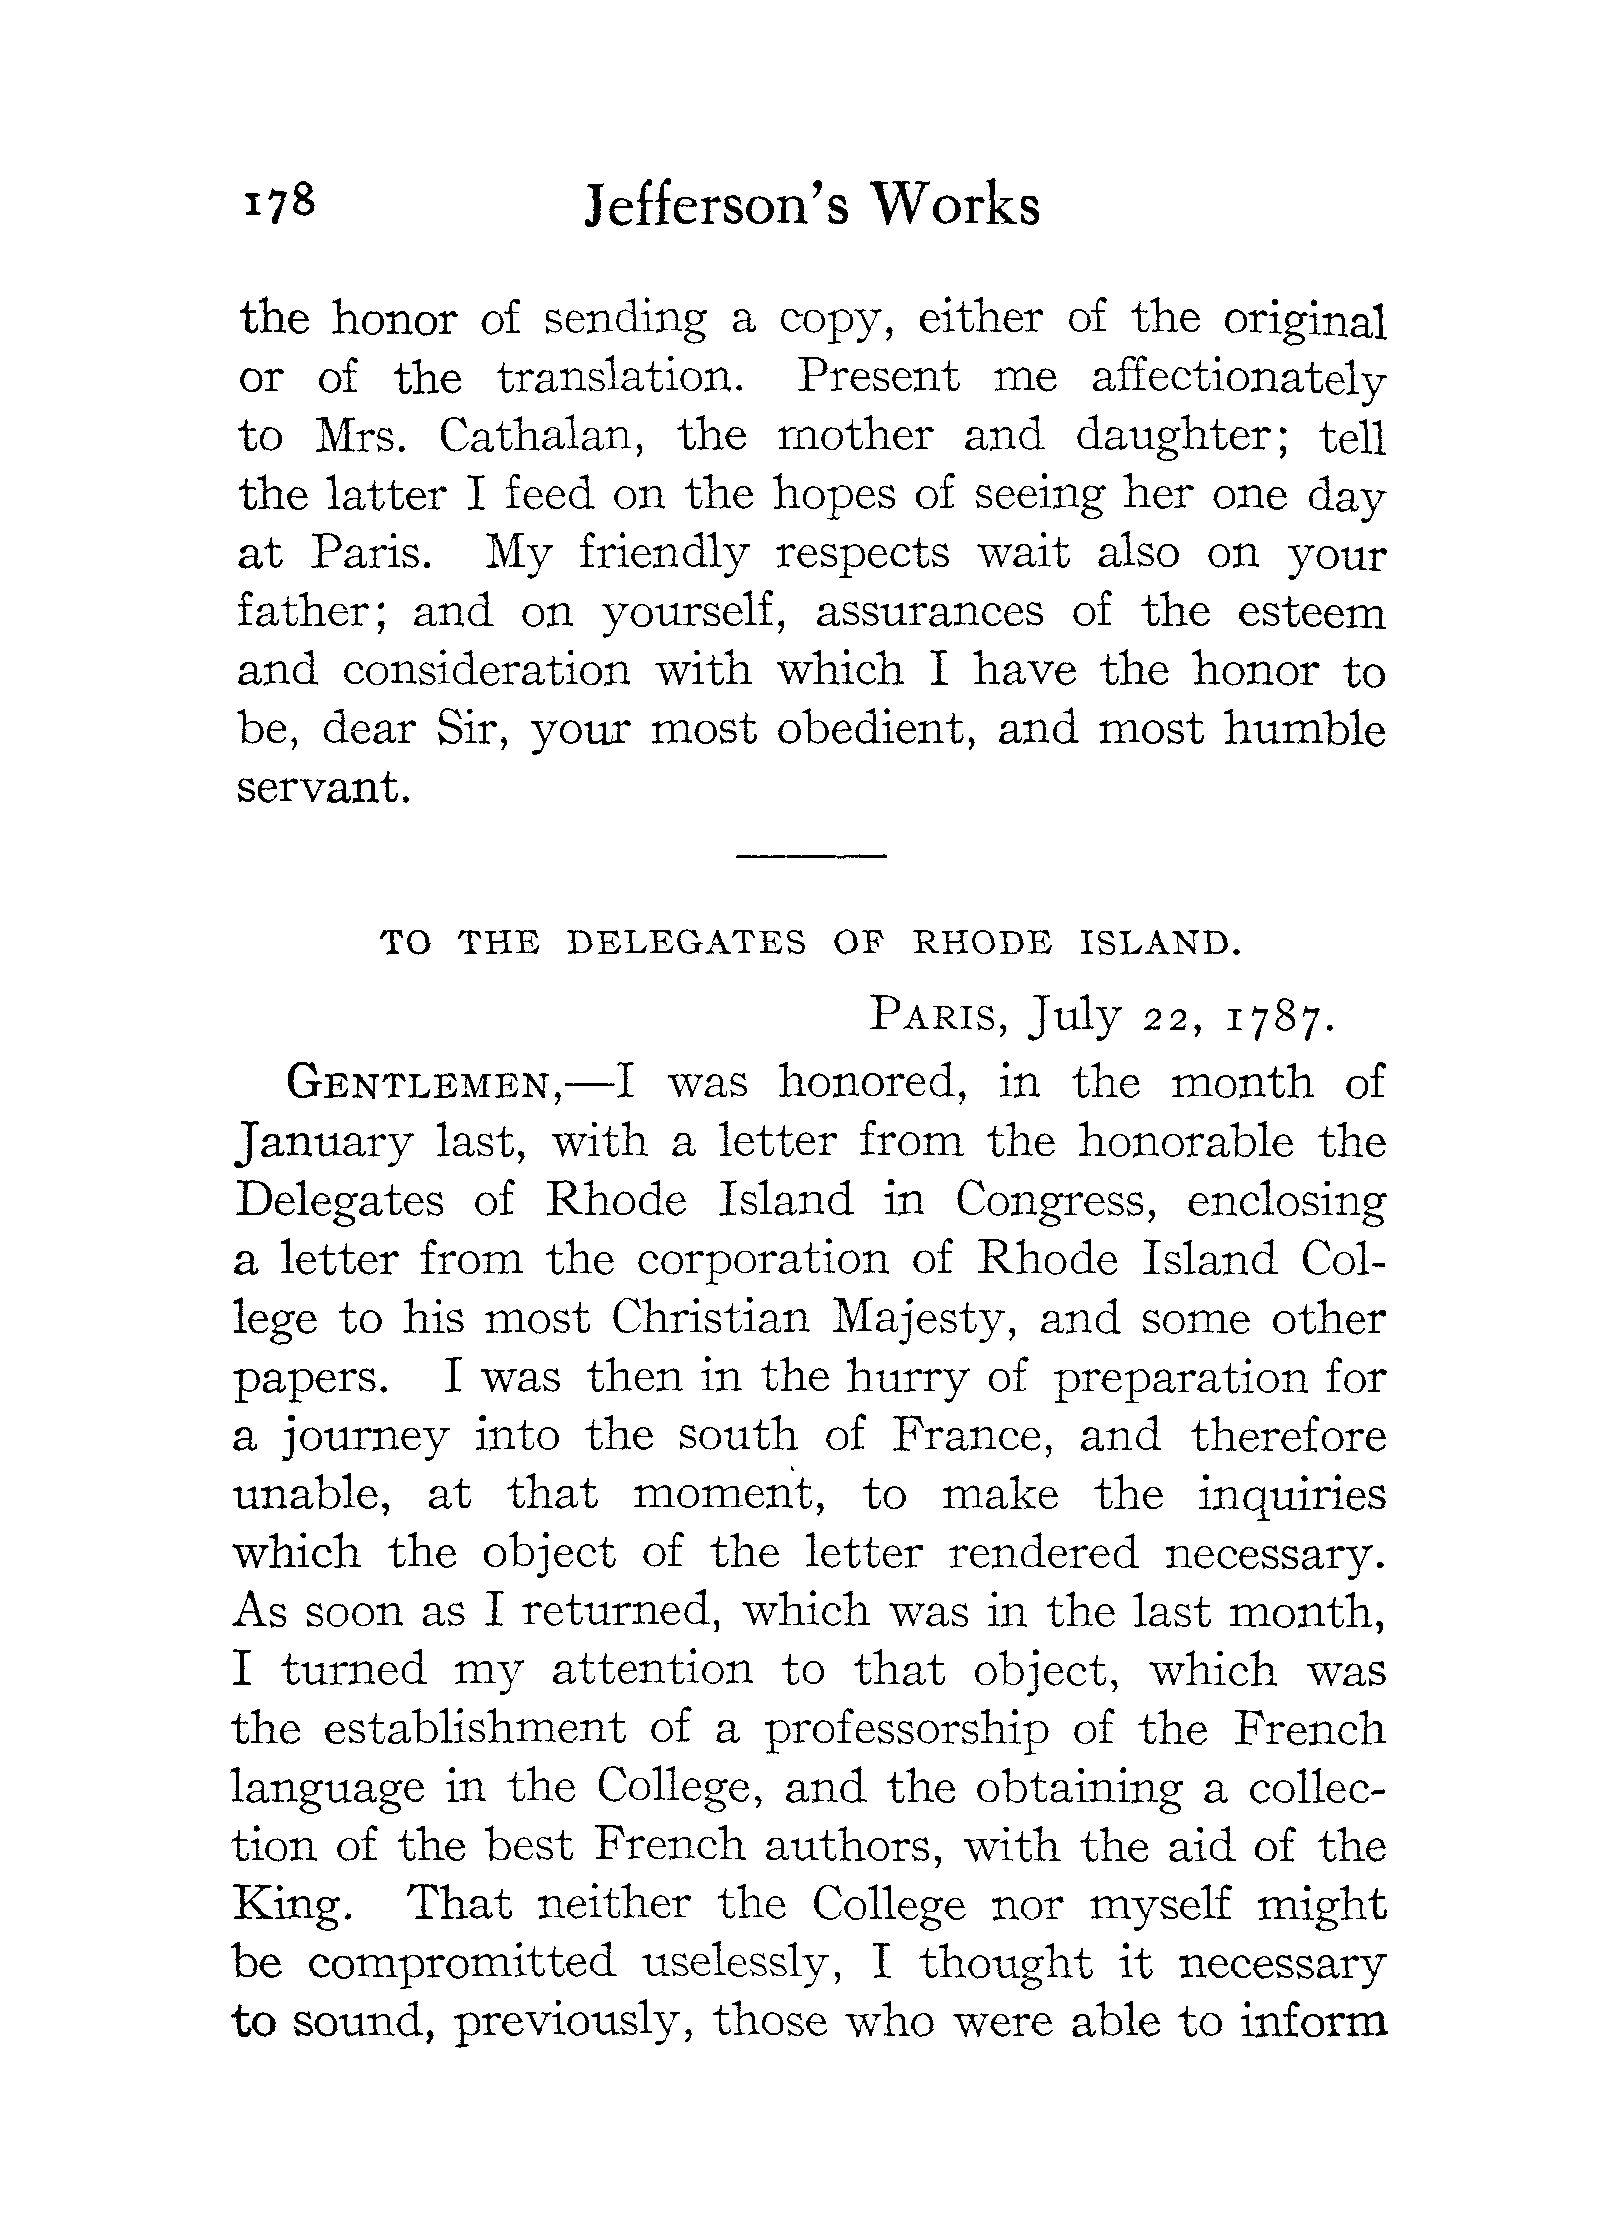 178 Jefferson's Works
the honor of sending a copy, either of the original
or of the translation. Present me affectionately
to Mrs. Cathalan, the mother and daughter; tell
the latter I feed on the hopes of seeing her one day
at Paris. My friendly respects wait also on your
father; and on yourself, assurances of the esteem
and consideration with which I have the honor to
be, dear Sir, your most obedient, and most humble
servant.
TO THE DELEGATES OF RHODE ISLAND.
PARIS, July 22, 1787.
GENTLEMEN,—I was honored, in the month of
January last, with a letter from the honorable the
Delegates of Rhode Island in Congress, enclosing
a letter from the corporation of Rhode Island Col-
lege to his most Christian Majesty, and some other
papers. I was then in the hurry of preparation for
a journey into the south of France, and therefore
unable, at that moment, to make the inquiries
which the object of the letter rendered necessary.
As soon as I returned, which was in the last month,
I turned my attention to that object, which was
the establishment of a professorship of the French
language in the College, and the obtaining a collec-
tion of the best French authors, with the aid of the
King. That neither the College nor myself might
be compromitted uselessly, I thought it necessary
to sound, previously, those who were able to inform